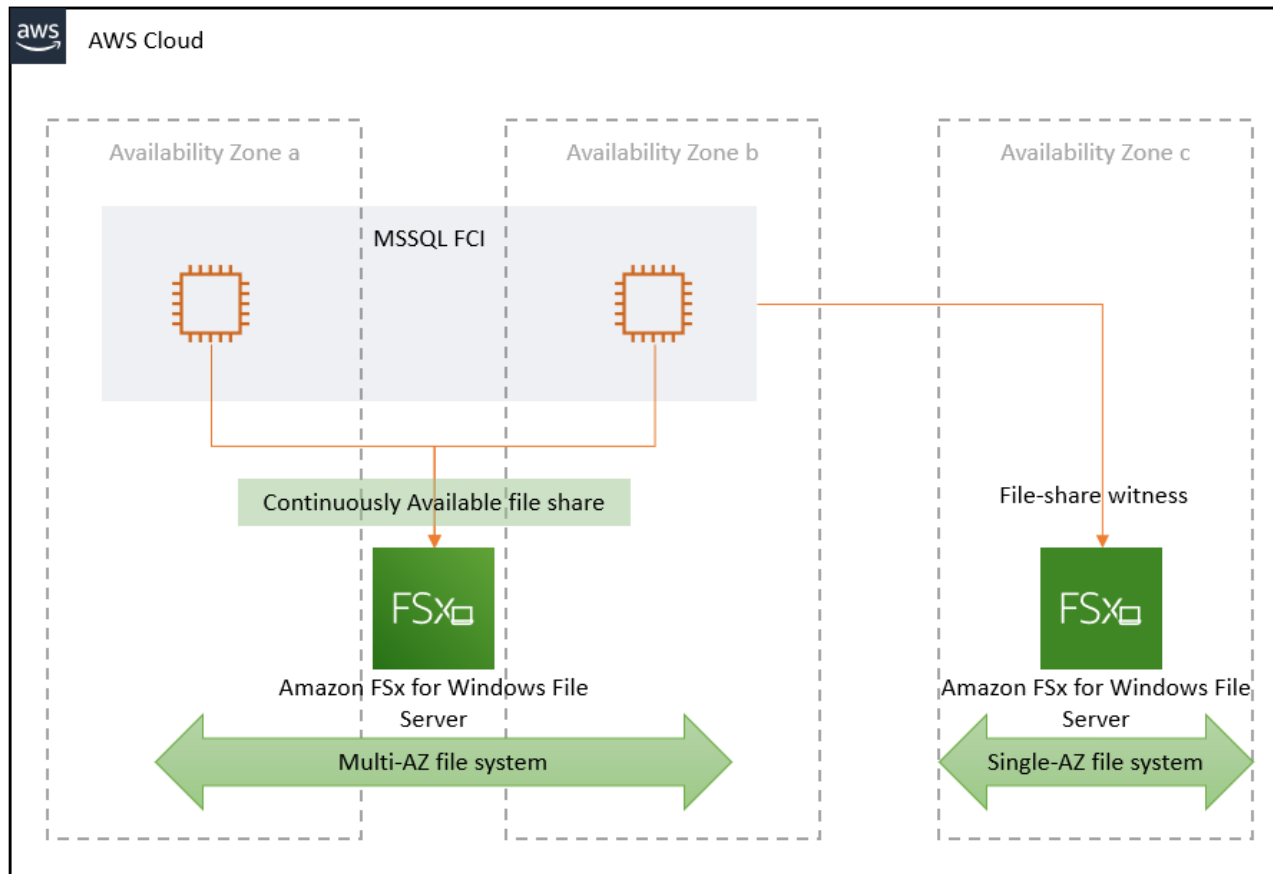 aws
AWS Cloud
Availability Zone a
Availability Zone b
Availability Zone c
MSSQL FCI
Continuously Available file share
File-share witness
FSx
FSx
Amazon FSx for Windows File
Server
Amazon FSx for Windows File
Server
Multi-AZ file system
Single-AZ file system